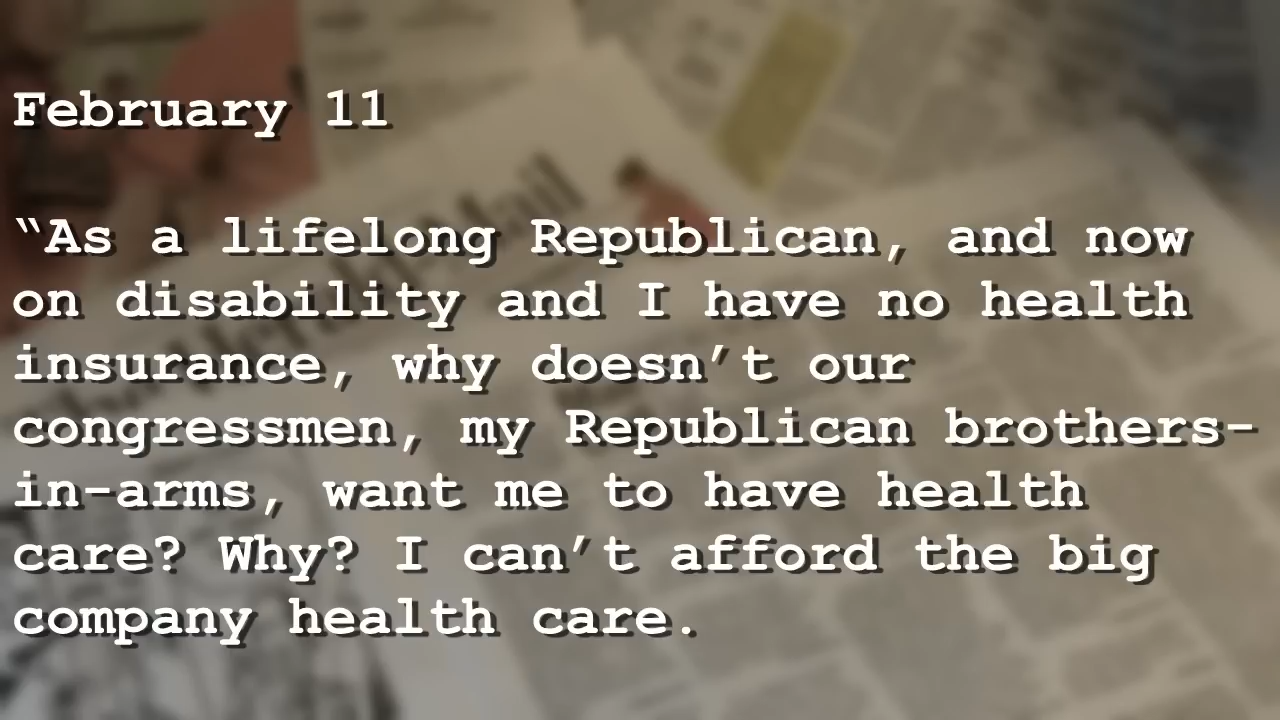 February 11
“As a lifelong Republican, and now
on disability and I have no health
insurance, why doesn’t our
congressmen, my Republican brothers-
in-arms, want me to have health
care? Why? I can’t afford the big
company health care.